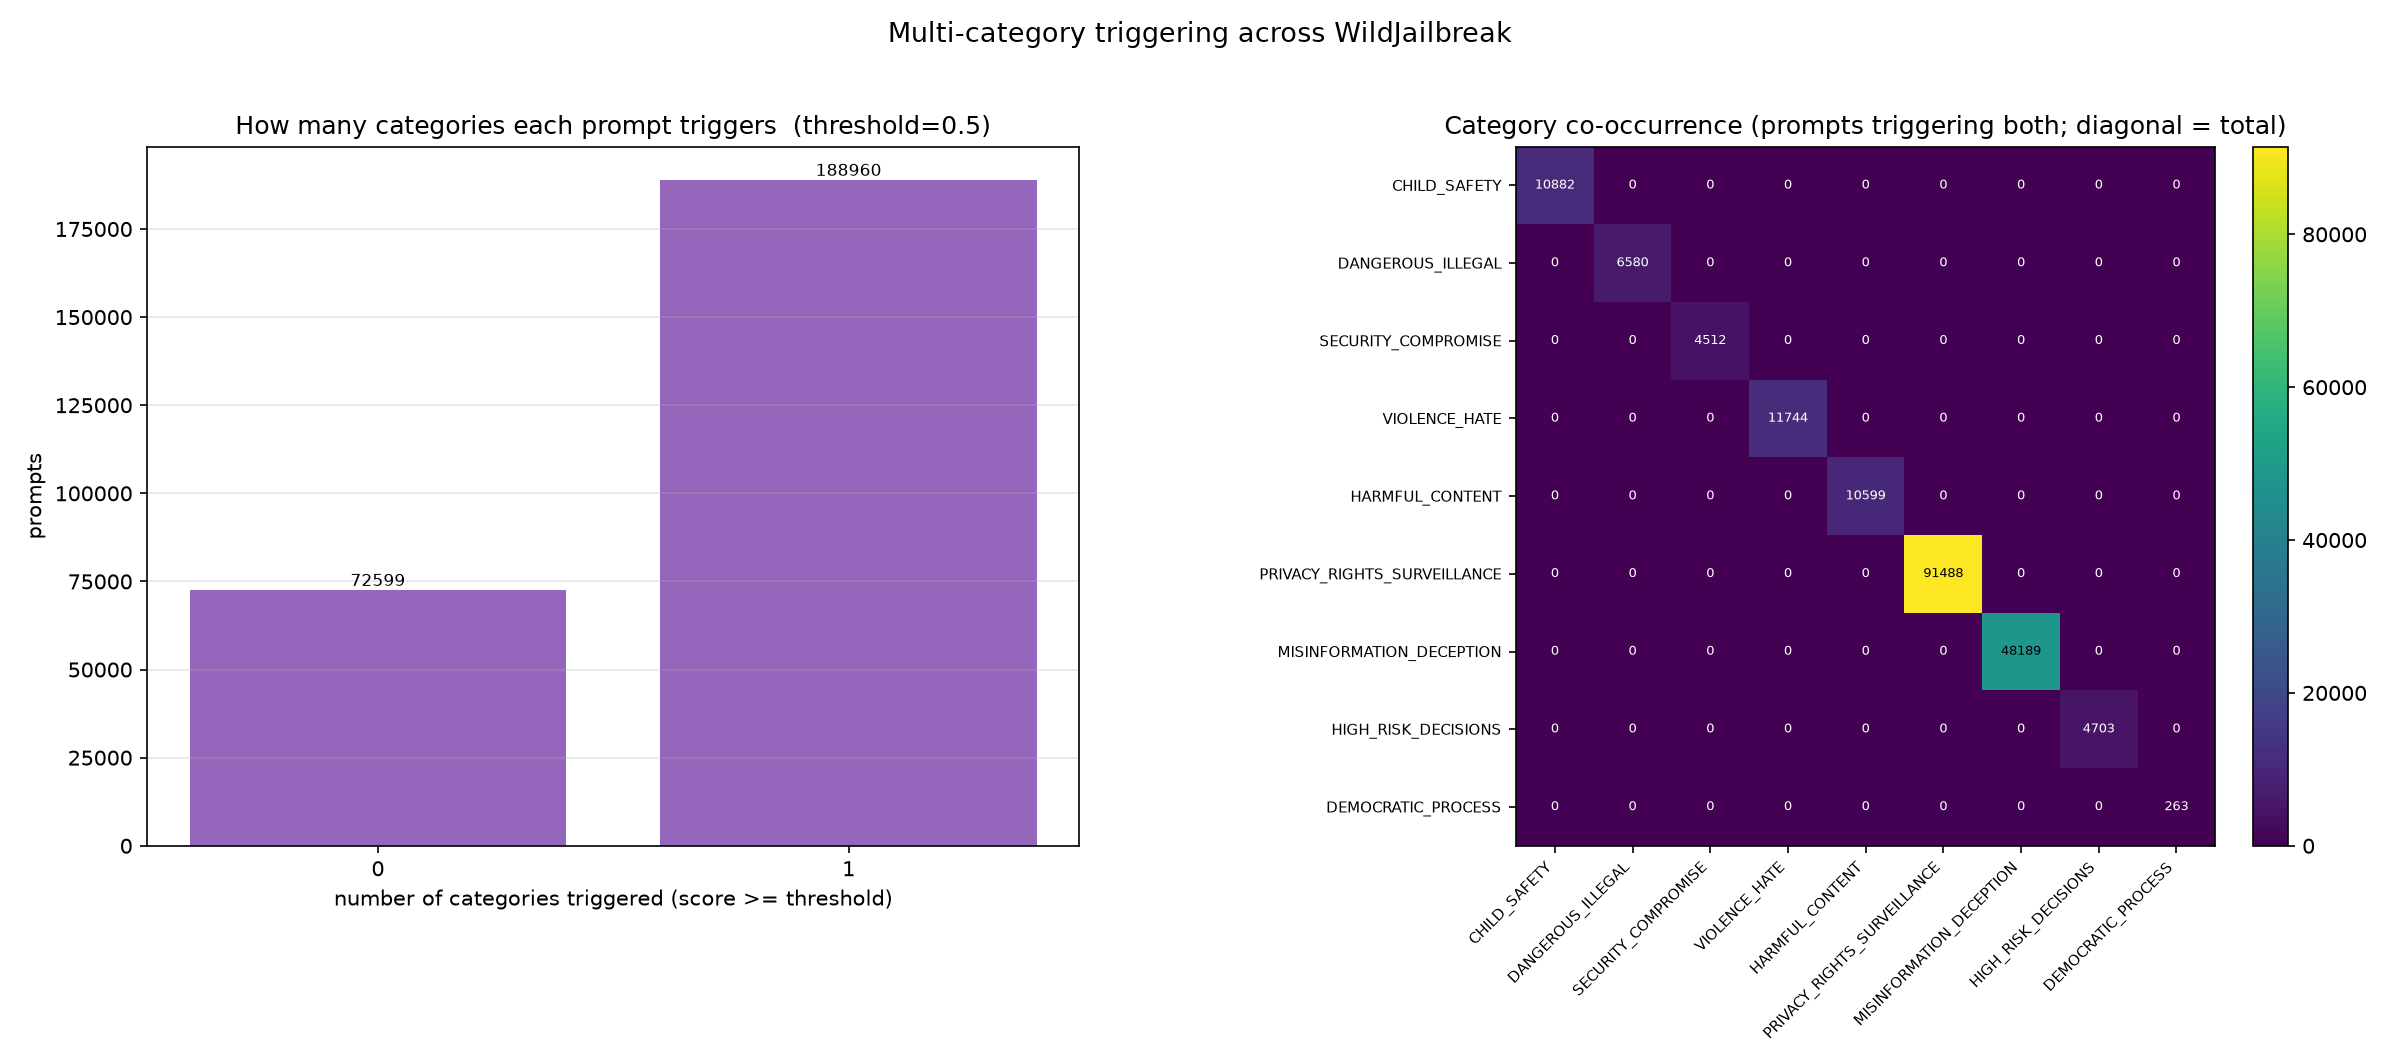 Multi-category triggering across WildJailbreak
How many categories each prompt triggers  (threshold=0.5)
prompts
175000
150000
125000
100000
75000
50000
25000
0
188960
72599
0 1
number of categories triggered (score >= threshold)
Category co-occurrence (prompts triggering both; diagonal = total)
CHILD_SAFETY 10882 0 0 0 0 0 0 0 0
DANGEROUS_ILLEGAL 0 6580 0 0 0 0 0 0 0
SECURITY_COMPROMISE 0 0 4512 0 0 0 0 0 0
VIOLENCE_HATE 0 0 0 11744 0 0 0 0 0
HARMFUL_CONTENT 0 0 0 0 10599 0 0 0 0
PRIVACY_RIGHTS_SURVEILLANCE 0 0 0 0 0 91488 0 0 0
MISINFORMATION_DECEPTION 0 0 0 0 0 0 48189 0 0
HIGH_RISK_DECISIONS 0 0 0 0 0 0 0 4703 0
DEMOCRATIC_PROCESS 0 0 0 0 0 0 0 0 263
CHILD_SAFETY
DANGEROUS_ILLEGAL
SECURITY_COMPROMISE
VIOLENCE_HATE
HARMFUL_CONTENT
PRIVACY_RIGHTS_SURVEILLANCE
MISINFORMATION_DECEPTION
HIGH_RISK_DECISIONS
DEMOCRATIC_PROCESS
80000
60000
40000
20000
0